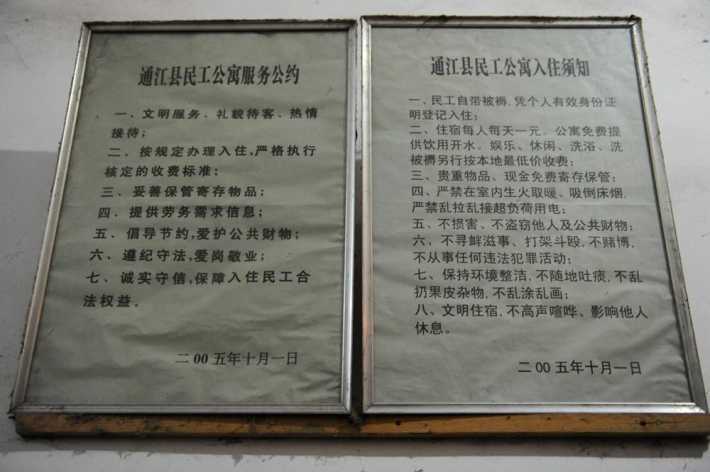 通江县民工公寓服务公约
一、文明服务、礼貌待客、热情
接待;
二、按规定办理入住,严格执行
核定的收费标准;
三、妥善保管寄存物品;
四、提供劳务需求信息;
五、倡导节约,爱护公共财物;
六、遵纪守法,爱岗敬业;
七、诚实守信,保障入住民工合
法权益。
二00五年十月一日
通江县民工公寓入住须知
一、民工自带被褥,凭个人有效身份证
明登记入住;
二、住宿每人每天一元,公寓免费提
供饮用开水、娱乐、休闲、洗浴、洗
被褥另行按本地最低价收费;
三、贵重物品、现金免费寄存保管;
四、严禁在室内生火取暖、吸倒床烟,
严禁乱拉乱接超负荷用电;
五、不损害、不盗窃他人及公共财物;
六、不寻衅滋事、打架斗殴,不赌博,
不从事任何违法犯罪活动;
七、保持环境整洁,不随地吐痰,不乱
扔果皮杂物,不乱涂乱画;
八、文明住宿,不高声喧哗、影响他人
休息。
二00五年十月一日